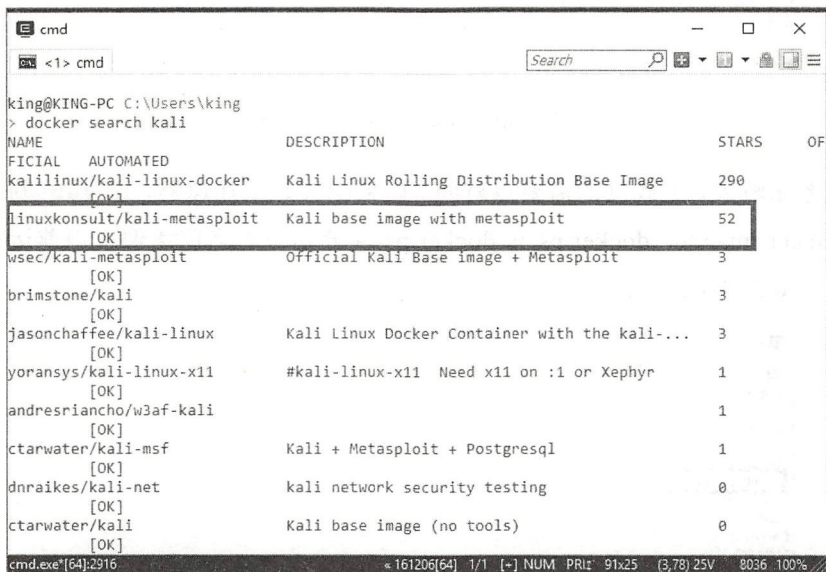 cmd
<1> cmd
Search
king@KING-PC C:\Users\king
> docker search kali
NAME DESCRIPTION STARS OF
FICIAL AUTOMATED
kalilinux/kali-linux-docker Kali Linux Rolling Distribution Base Image 290
[OK]
linuxkonsult/kali-metasploit Kali base image with metasploit 52
[OK]
wsec/kali-metasploit Official Kali Base image + Metasploit 3
[OK]
brimstone/kali 3
[OK]
jasonchaffee/kali-linux Kali Linux Docker Container with the kali-... 3
[OK]
yoransys/kali-linux-x11 #kali-linux-x11 Need x11 on :1 or Xephyr 1
[OK]
andresriancho/w3af-kali 1
[OK]
ctarwater/kali-msf Kali + Metasploit + Postgresql 1
[OK]
dnraikes/kali-net kali network security testing 0
[OK]
ctarwater/kali Kali base image (no tools) 0
[OK]
cmd.exe*[64]:2916 « 161206[64] 1/1 [+] NUM 91x25 (3,78) 25V 8036 100%